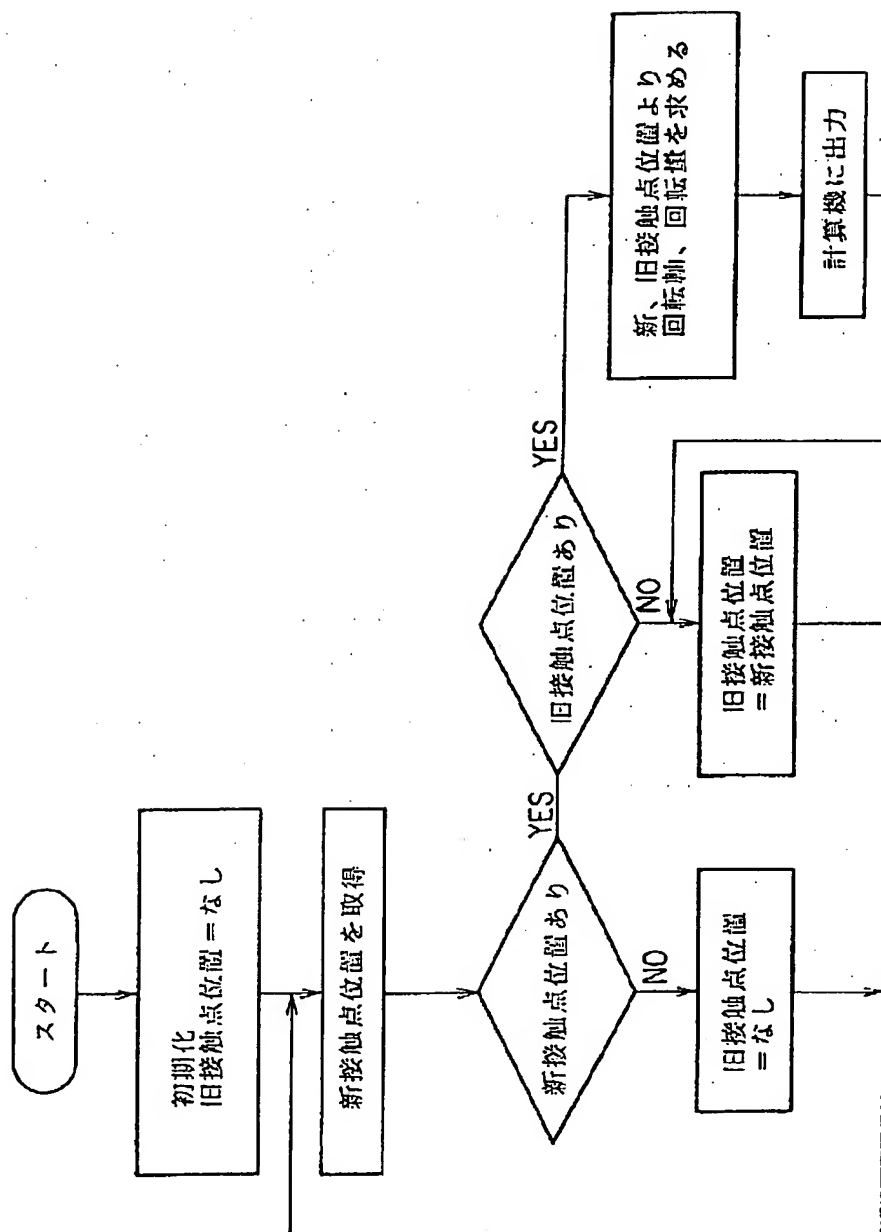 スタート
初期化
旧接触点位置=なし
新接触点位置を取得
新接触点位置あり
YES
NO
旧接触点位置
=なし
旧接触点位置あり
YES
NO
旧接触点位置
=新接触点位置
新、旧接触点位置より
回転軸、回転量を求める
計算機に出力